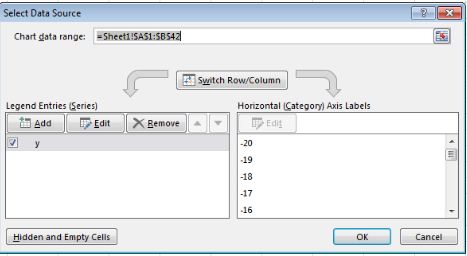 Select Data Source
Chart data range: =Sheet1!$A$1:$B$42
Switch Row/Column
Legend Entries (Series)
Add Edit Remove
y
Horizontal (Category) Axis Labels
Edit
-20
-19
-18
-17
-16
Hidden and Empty Cells
OK Cancel